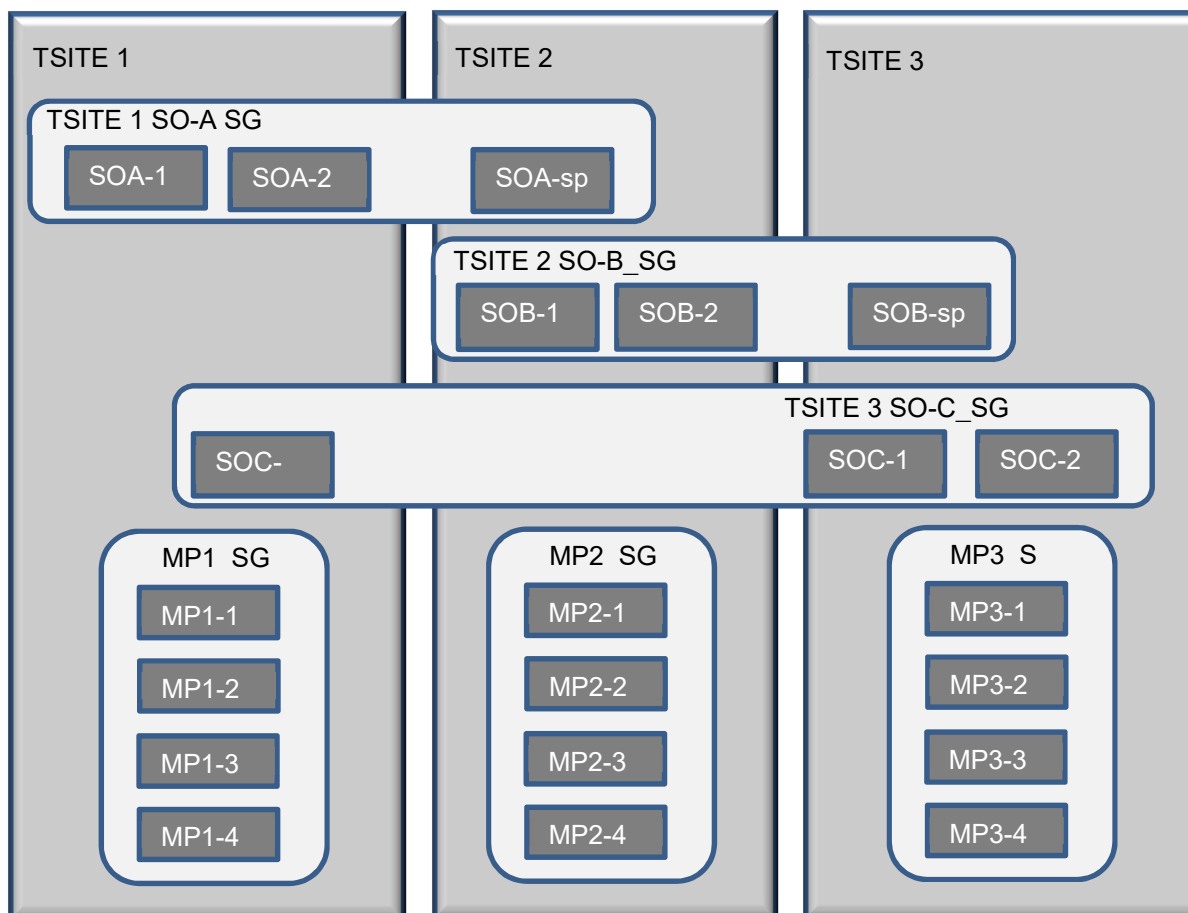 TSITE 1
TSITE 2
TSITE 3
TSITE 1 SO-A SG
SOA-1
SOA-2
SOA-sp
TSITE 2 SO-B_SG
SOB-1
SOB-2
SOB-sp
TSITE 3 SO-C_SG
SOC-
SOC-1
SOC-2
MP1 SG
MP1-1
MP1-2
MP1-3
MP1-4
MP2 SG
MP2-1
MP2-2
MP2-3
MP2-4
MP3 S
MP3-1
MP3-2
MP3-3
MP3-4